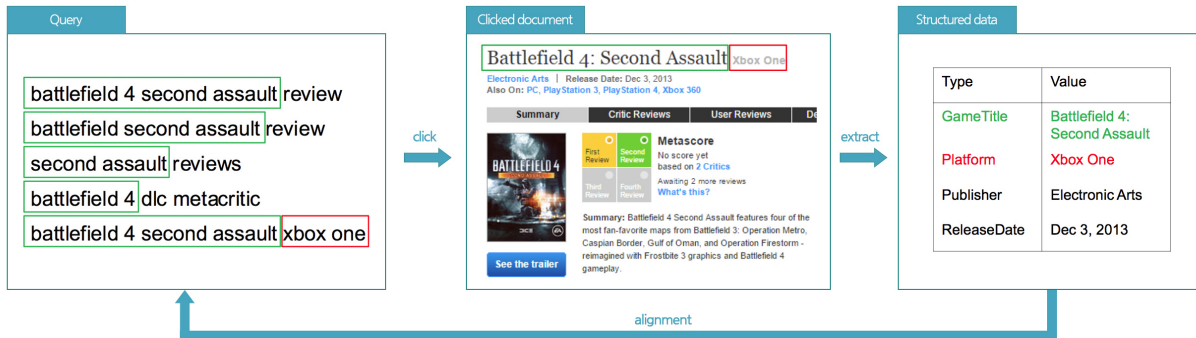 Query
battlefield 4 second assault review
battlefield second assault review
second assault reviews
battlefield 4 dlc metacritic
battlefield 4 second assault xbox one
click
Clicked document
Battlefield 4: Second Assault Xbox One
Electronic Arts | Release Date: Dec 3, 2013
Also On: PC, PlayStation 3, PlayStation 4, Xbox 360
Summary Critic Reviews User Reviews De
BATTLEFIELD 4
SECOND ASSAULT
DICE EA
See the trailer
First Review
Second Review
Third Review
Fourth Review
Metascore
No score yet
based on 2 Critics
Awaiting 2 more reviews
What's this?
Summary: Battlefield 4 Second Assault features four of the
most fan-favorite maps from Battlefield 3: Operation Metro,
Caspian Border, Gulf of Oman, and Operation Firestorm -
reimagined with Frostbite 3 graphics and Battlefield 4
gameplay.
extract
Structured data
Type Value
GameTitle Battlefield 4:
Second Assault
Platform Xbox One
Publisher Electronic Arts
ReleaseDate Dec 3, 2013
alignment